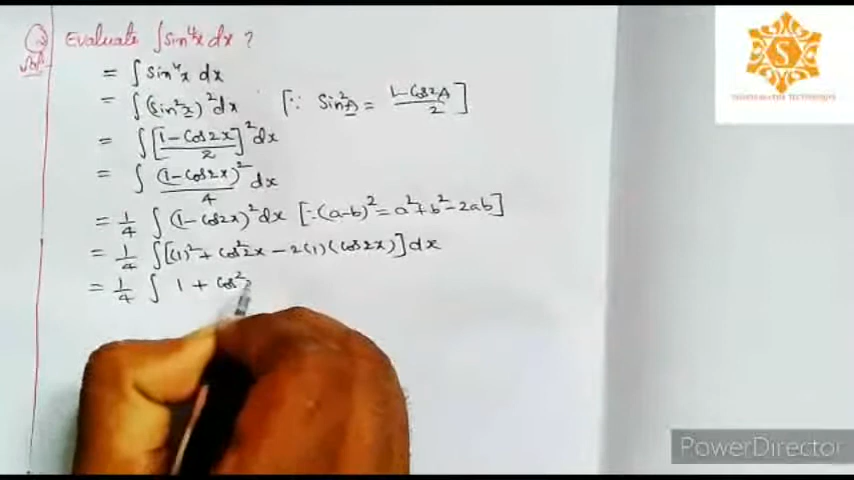 Q Evaluate ∫sin⁴x dx ?
Sol:
= ∫ sin⁴x dx
= ∫ (sin²x)² dx [∵ Sin²A = 1-Cos2A/2]
= ∫ [1-Cos2x/2]² dx
= ∫ (1-Cos2x)²/4 dx
= 1/4 ∫ (1-Cos2x)² dx [∵ (a-b)² = a²+b²-2ab]
= 1/4 ∫ [(1)² + Cos²2x - 2(1)(Cos2x)] dx
= 1/4 ∫ 1 + Cos²2
S
PowerDirector